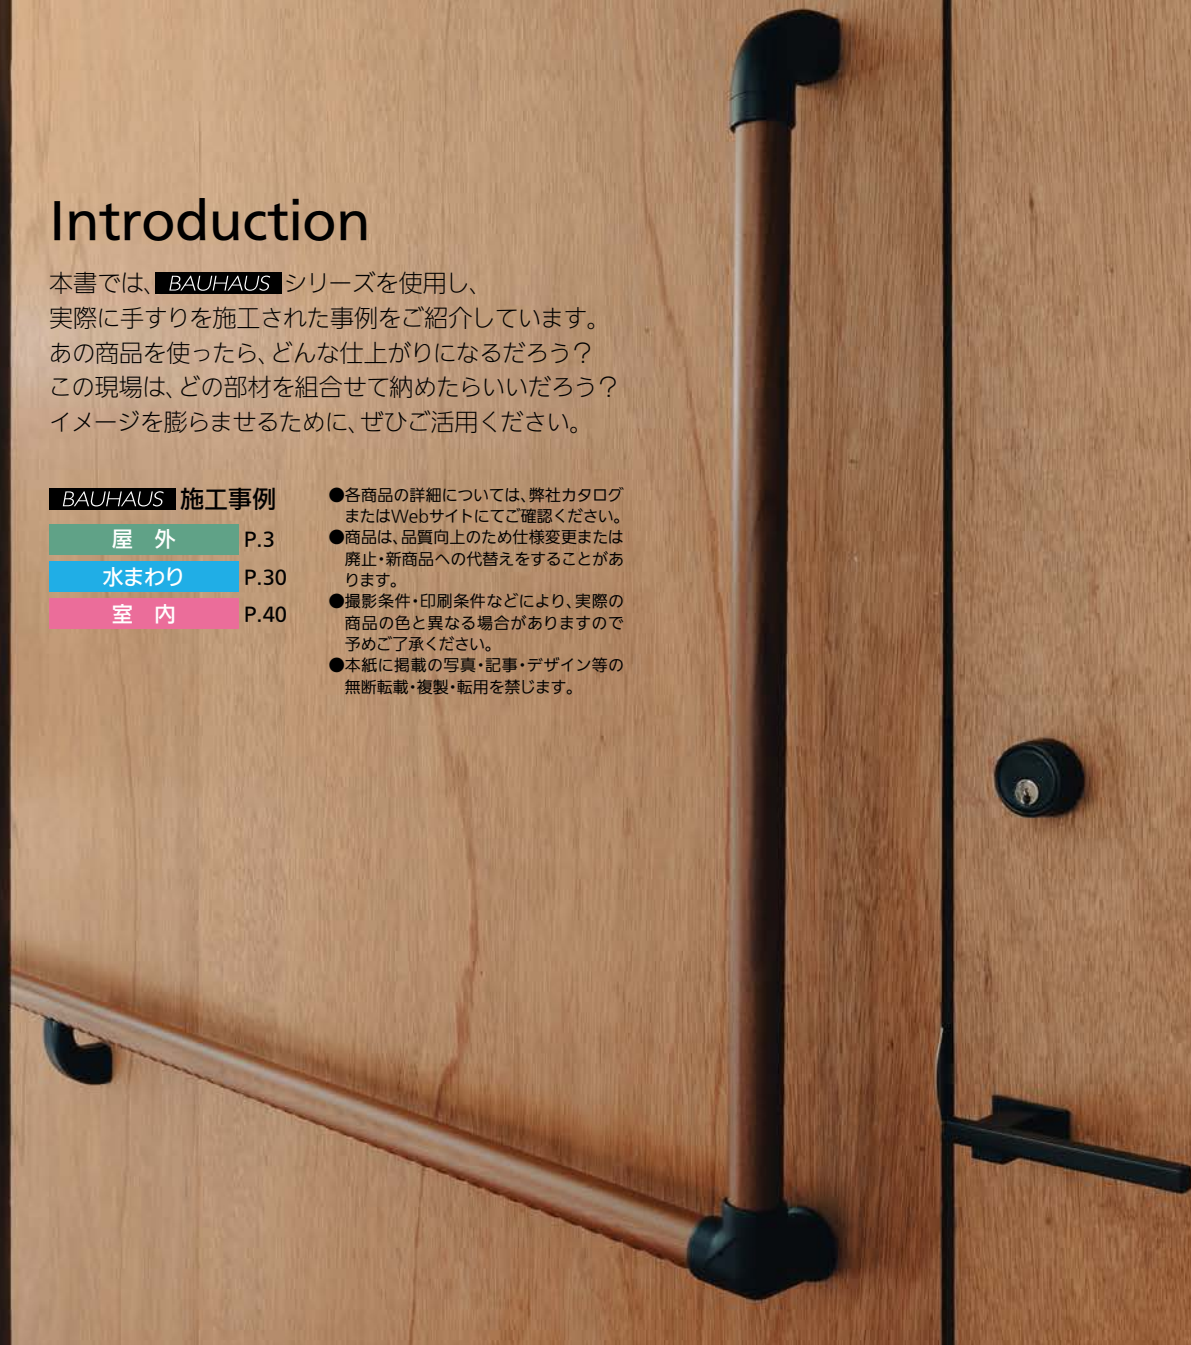 Introduction
本書では、BAUHAUSシリーズを使用し、
実際に手すりを施工された事例をご紹介しています。
あの商品を使ったら、どんな仕上がりになるだろう？
この現場は、どの部材を組合せて納めたらいいだろう？
イメージを膨らませるために、ぜひご活用ください。
BAUHAUS 施工事例
屋　外 P.3
水まわり P.30
室　内 P.40
●各商品の詳細については、弊社カタログ
またはWebサイトにてご確認ください。
●商品は、品質向上のため仕様変更または
廃止・新商品への代替えをすることがあ
ります。
●撮影条件・印刷条件などにより、実際の
商品の色と異なる場合がありますので
予めご了承ください。
●本紙に掲載の写真・記事・デザイン等の
無断転載・複製・転用を禁じます。